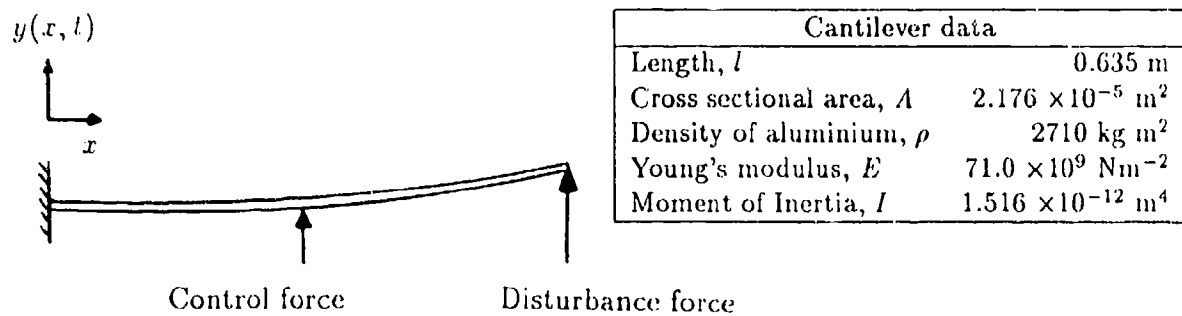 y(x, t)
x
Control force
Disturbance force
Cantilever data
Length, l 0.635 m
Cross sectional area, A 2.176 ×10⁻⁵ m²
Density of aluminium, ρ 2710 kg m²
Young's modulus, E 71.0 ×10⁹ Nm⁻²
Moment of Inertia, I 1.516 ×10⁻¹² m⁴